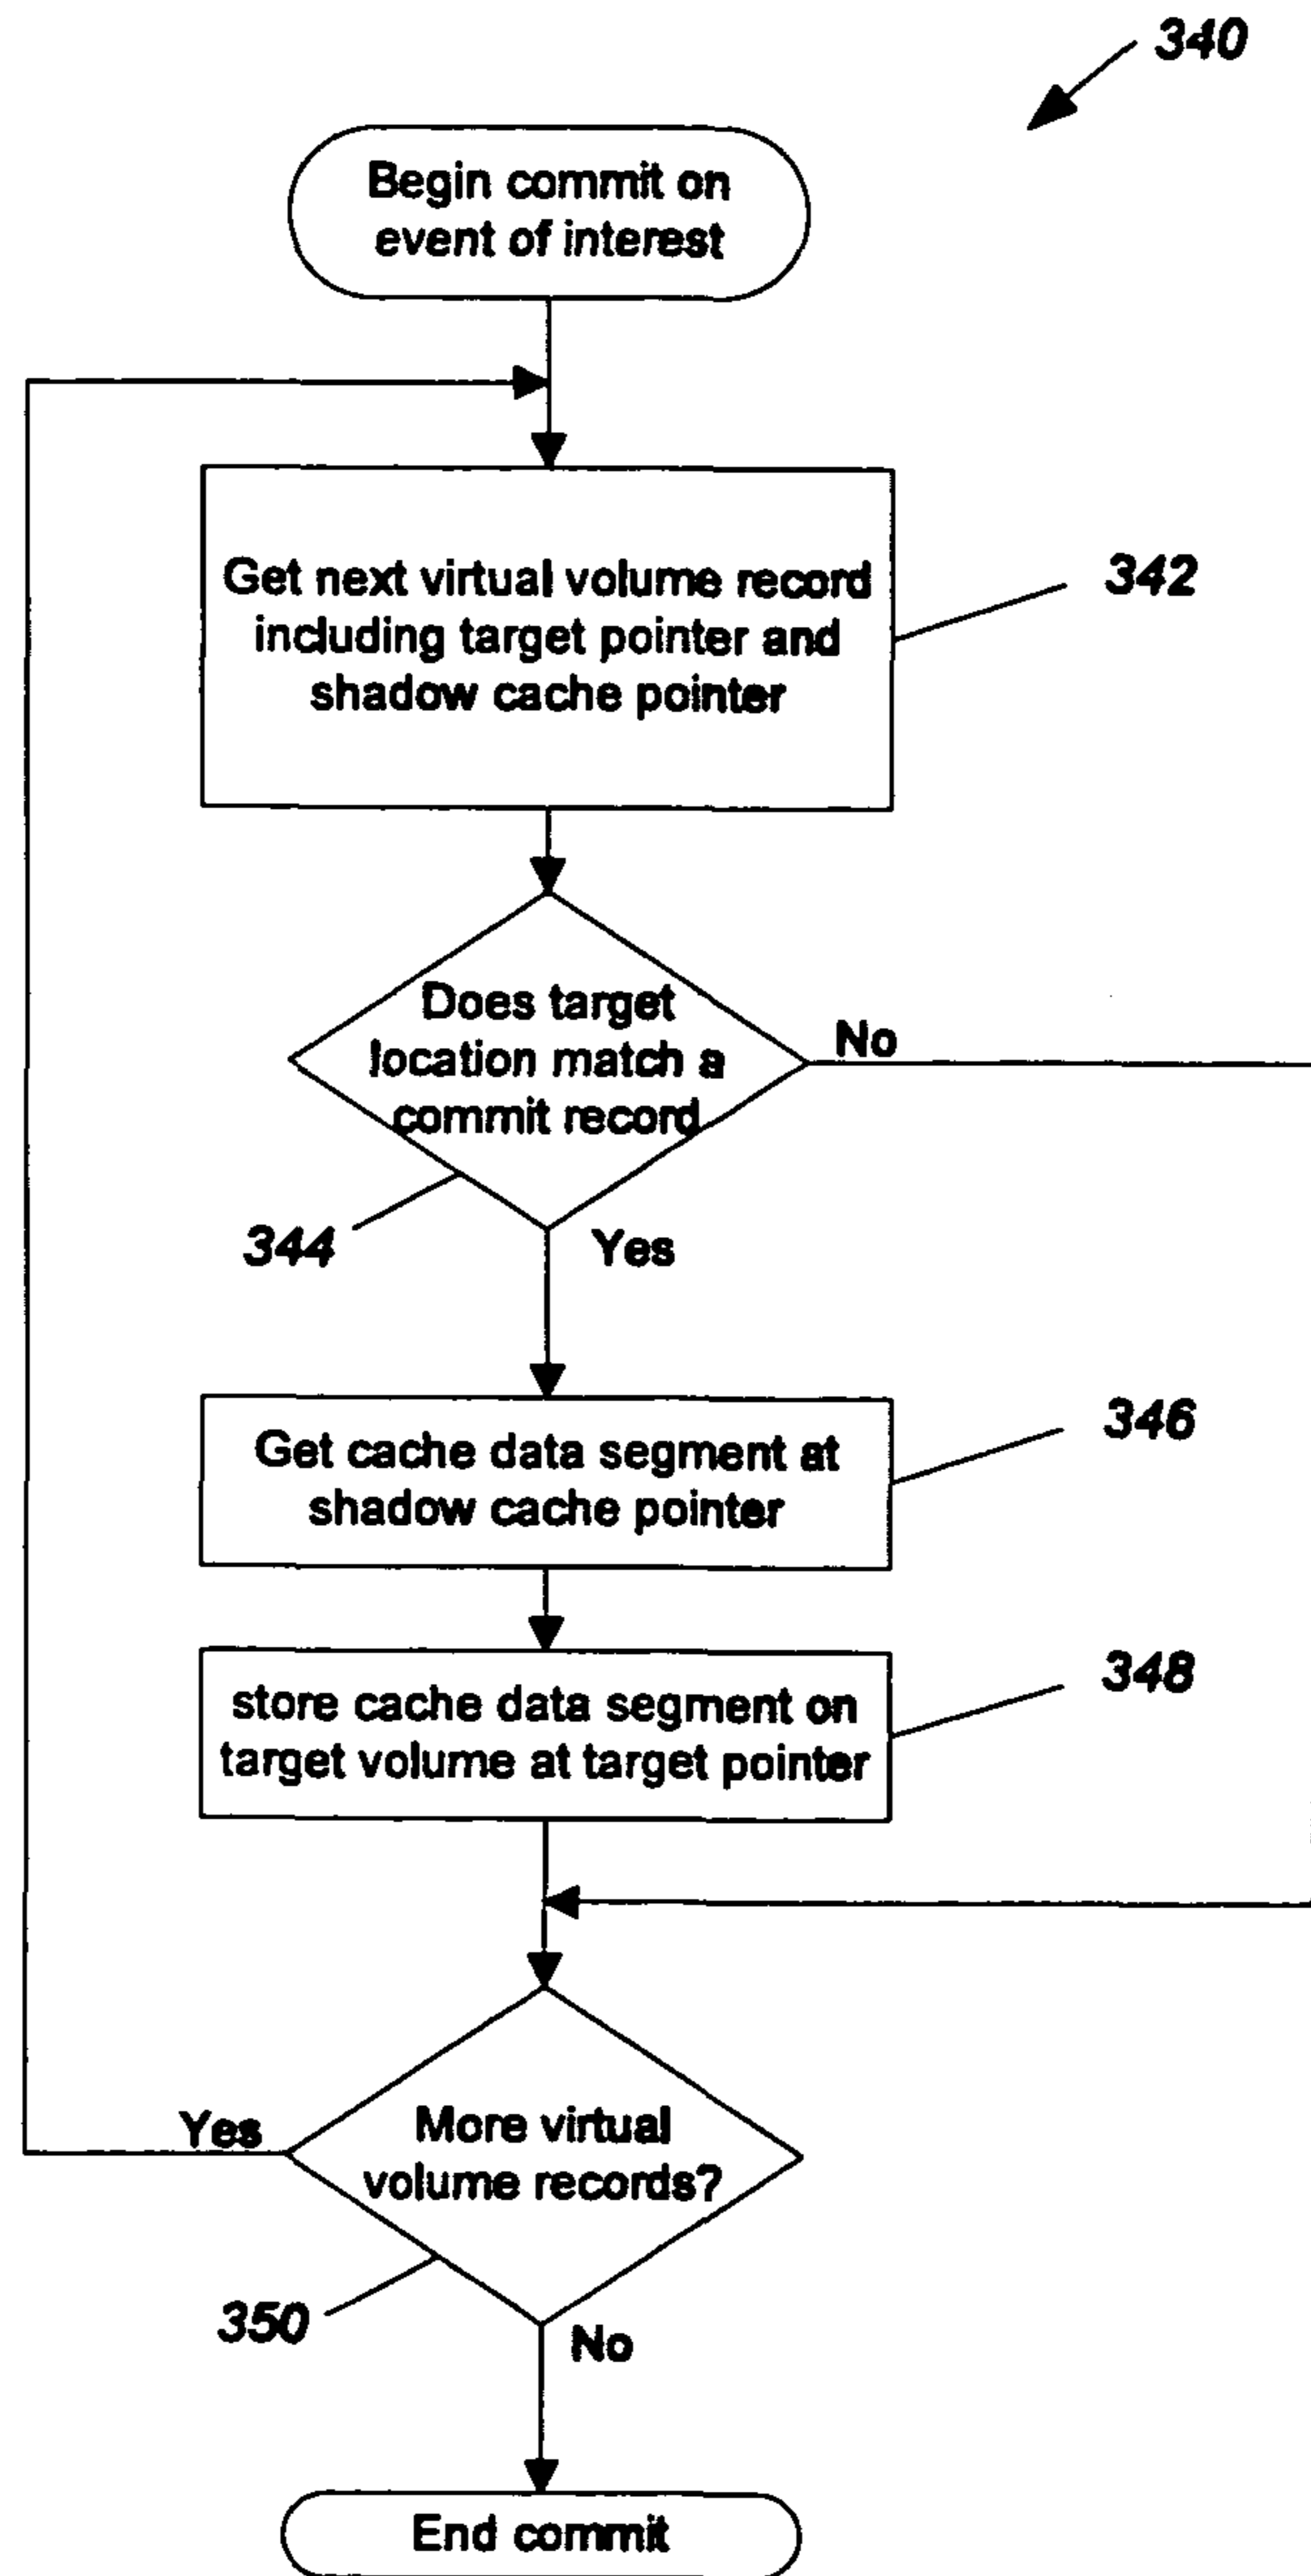 340
Begin commit on
event of interest
Get next virtual volume record
including target pointer and
shadow cache pointer
342
Does target
location match a
commit record
No
344
Yes
Get cache data segment at
shadow cache pointer
346
store cache data segment on
target volume at target pointer
348
Yes
More virtual
volume records?
350
No
End commit